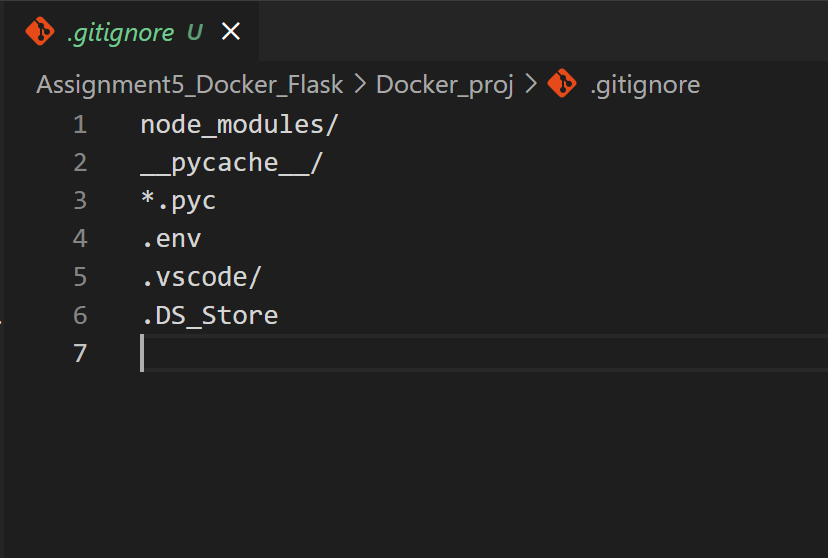 .gitignore U
Assignment5_Docker_Flask > Docker_proj > .gitignore
1 node_modules/
2 __pycache__/
3 *.pyc
4 .env
5 .vscode/
6 .DS_Store
7